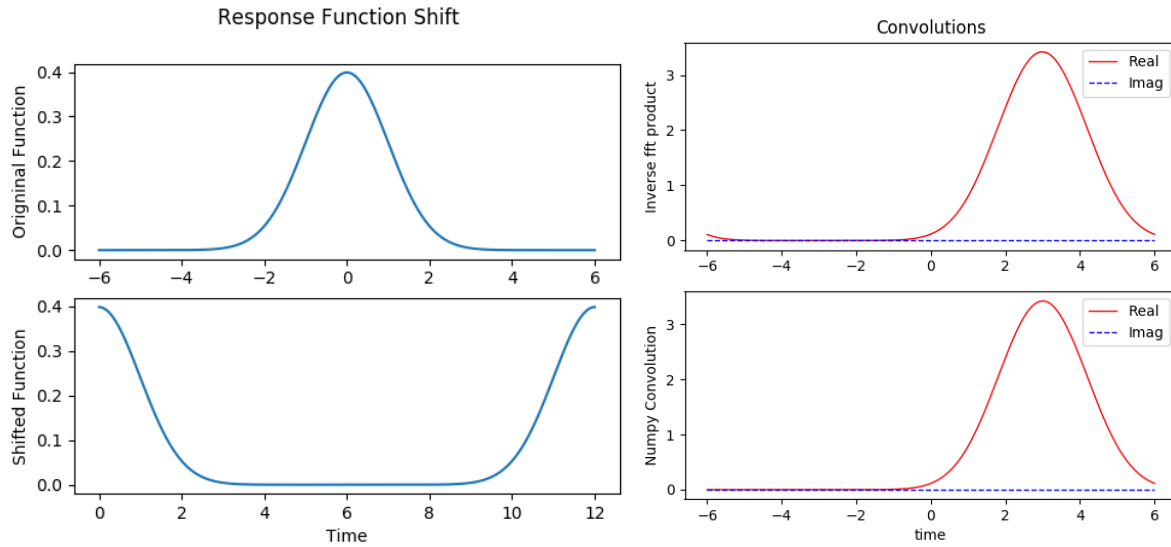 Response Function Shift
Origninal Function
0.4
0.3
0.2
0.1
0.0
−6 −4 −2 0 2 4 6
Shifted Function
0.4
0.3
0.2
0.1
0.0
0 2 4 6 8 10 12
Time
Convolutions
Inverse fft product
3
2
1
0
Real
Imag
−6 −4 −2 0 2 4 6
Numpy Convolution
3
2
1
0
Real
Imag
−6 −4 −2 0 2 4 6
time